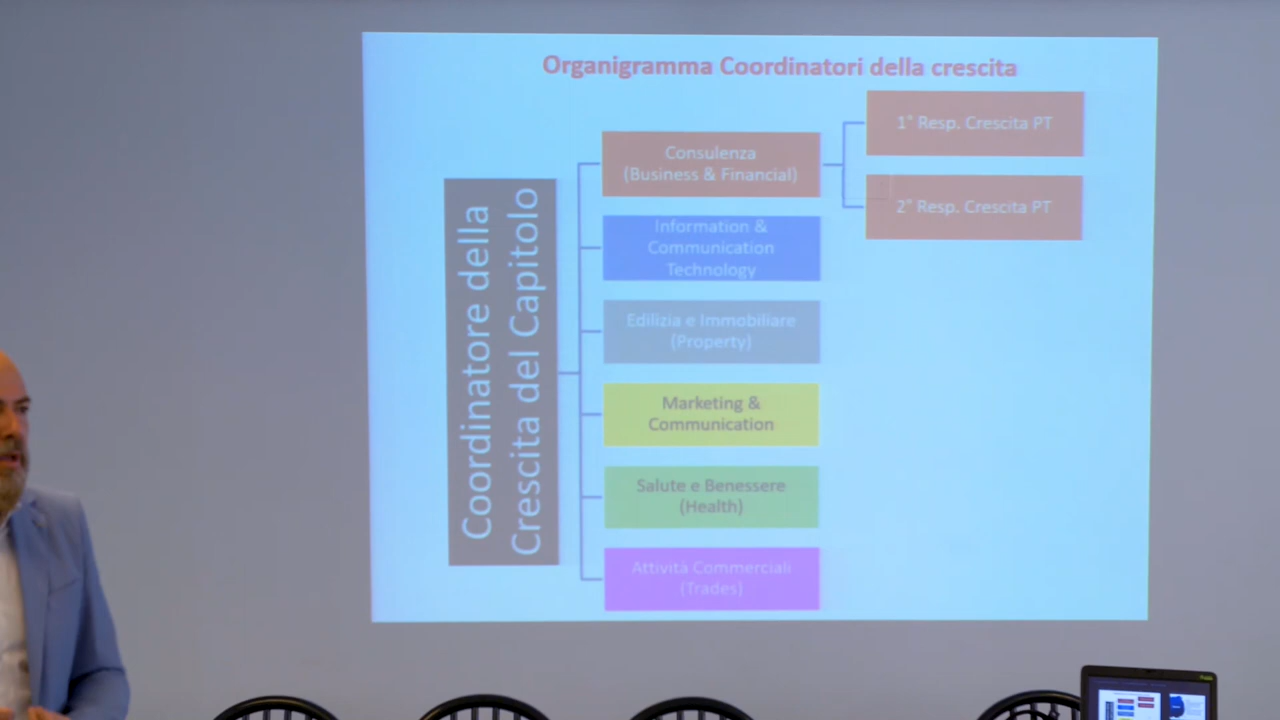 Organigramma Coordinatori della crescita
Coordinatore della
Crescita del Capitolo
Consulenza
(Business & Financial)
Information &
Communication
Technology
Edilizia e Immobiliare
(Property)
Marketing &
Communication
Salute e Benessere
(Health)
Attività Commerciali
(Trades)
1° Resp. Crescita PT
2° Resp. Crescita PT